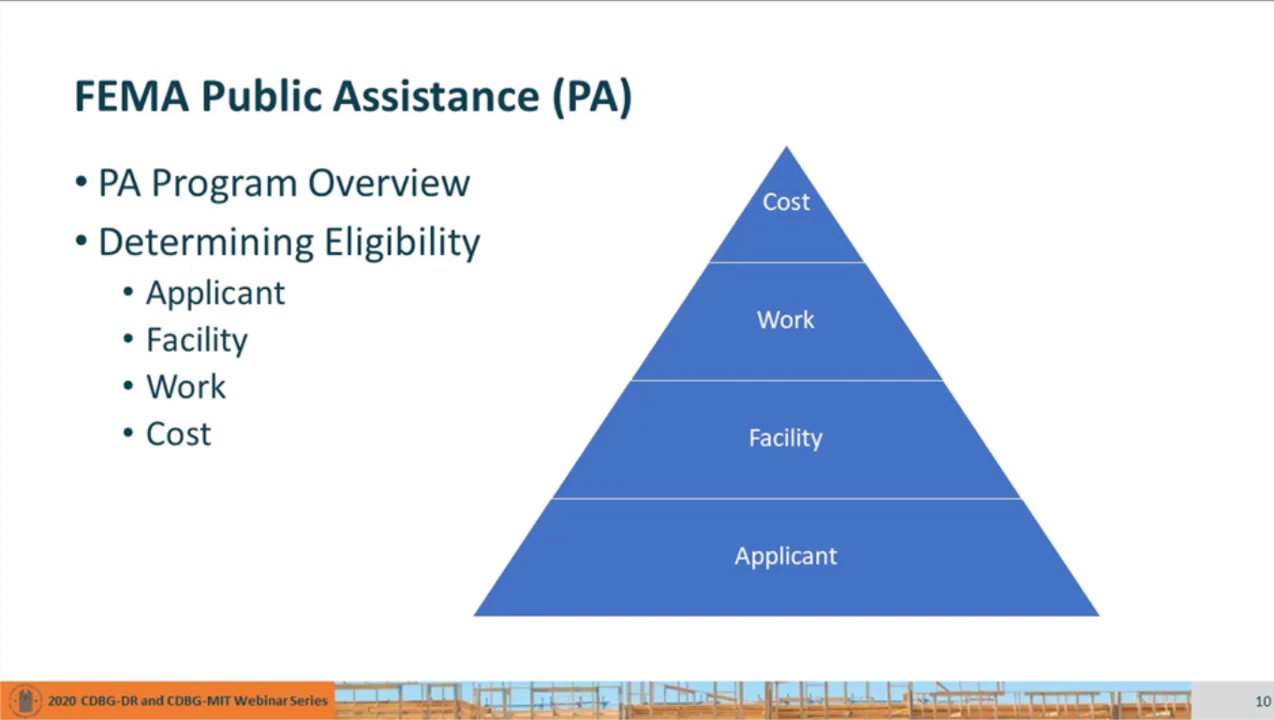 FEMA Public Assistance (PA)
• PA Program Overview
• Determining Eligibility
• Applicant
• Facility
• Work
• Cost
Cost
Work
Facility
Applicant
2020 CDBG-DR and CDBG-MIT Webinar Series
10